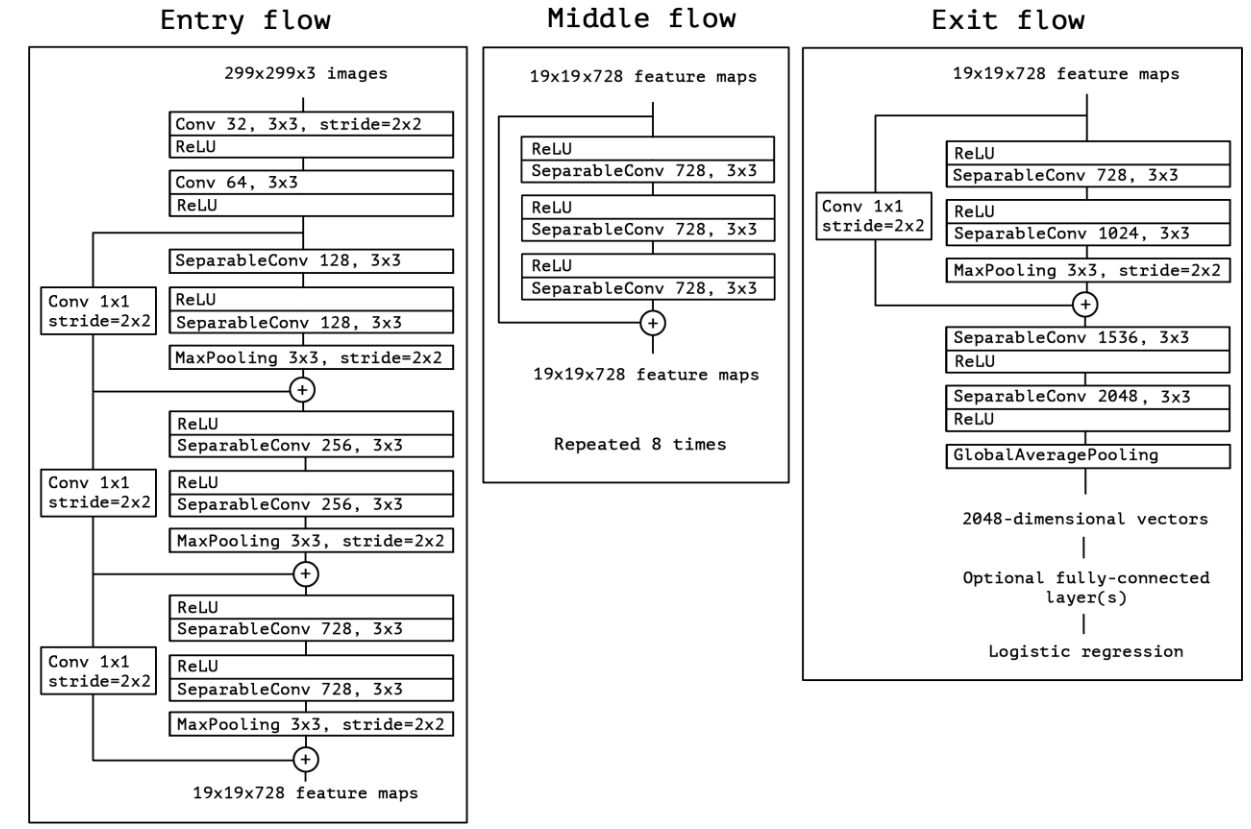 Entry flow
299x299x3 images
Conv 32, 3x3, stride=2x2
ReLU
Conv 64, 3x3
ReLU
SeparableConv 128, 3x3
Conv 1x1
stride=2x2
ReLU
SeparableConv 128, 3x3
MaxPooling 3x3, stride=2x2
+
ReLU
SeparableConv 256, 3x3
Conv 1x1
stride=2x2
ReLU
SeparableConv 256, 3x3
MaxPooling 3x3, stride=2x2
+
ReLU
SeparableConv 728, 3x3
Conv 1x1
stride=2x2
ReLU
SeparableConv 728, 3x3
MaxPooling 3x3, stride=2x2
+
19x19x728 feature maps
Middle flow
19x19x728 feature maps
ReLU
SeparableConv 728, 3x3
ReLU
SeparableConv 728, 3x3
ReLU
SeparableConv 728, 3x3
+
19x19x728 feature maps
Repeated 8 times
Exit flow
19x19x728 feature maps
ReLU
SeparableConv 728, 3x3
Conv 1x1
stride=2x2
ReLU
SeparableConv 1024, 3x3
MaxPooling 3x3, stride=2x2
+
SeparableConv 1536, 3x3
ReLU
SeparableConv 2048, 3x3
ReLU
GlobalAveragePooling
2048-dimensional vectors
Optional fully-connected
layer(s)
Logistic regression